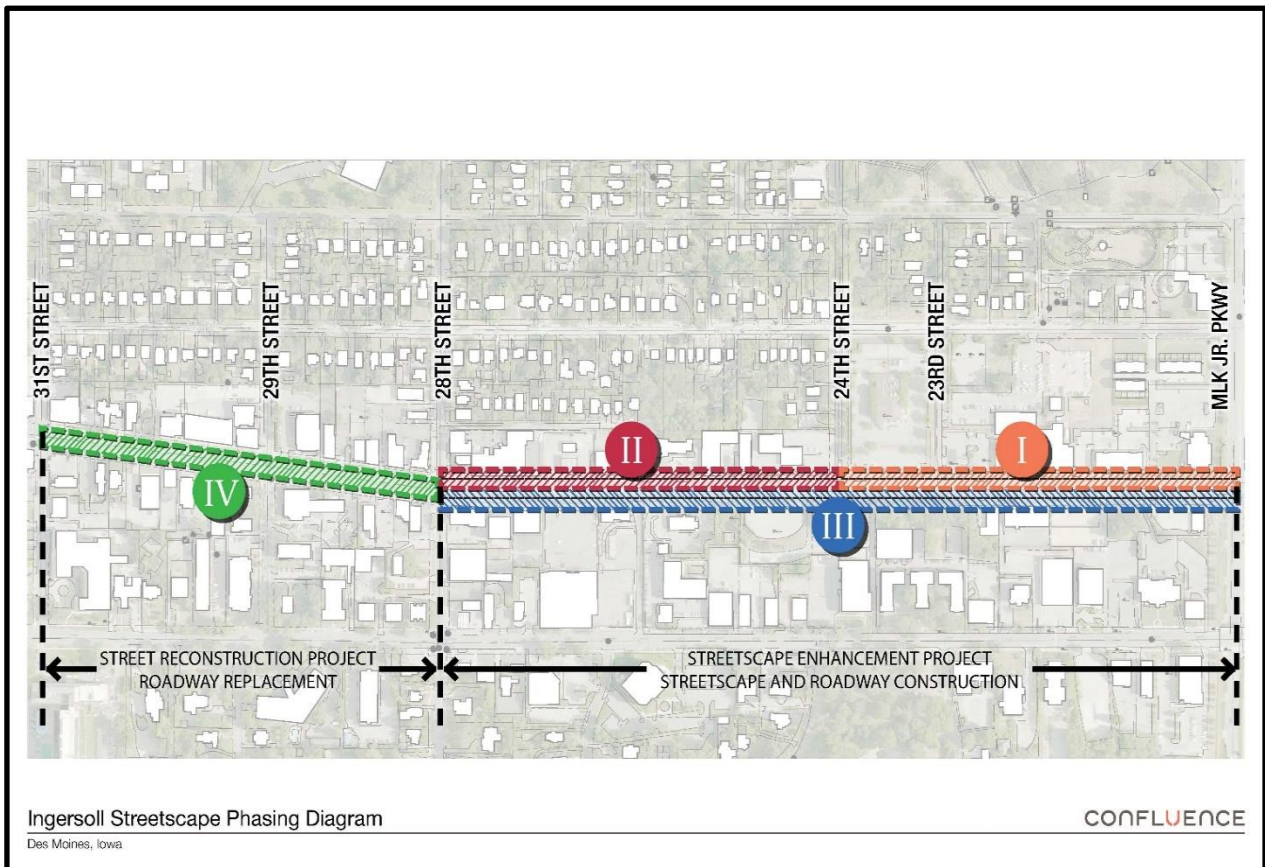 31ST STREET
29TH STREET
28TH STREET
24TH STREET
23RD STREET
MLK JR. PKWY
II
I
IV
III
STREET RECONSTRUCTION PROJECT
ROADWAY REPLACEMENT
STREETSCAPE ENHANCEMENT PROJECT
STREETSCAPE AND ROADWAY CONSTRUCTION
Ingersoll Streetscape Phasing Diagram
CONFLUENCE
Des Moines, Iowa